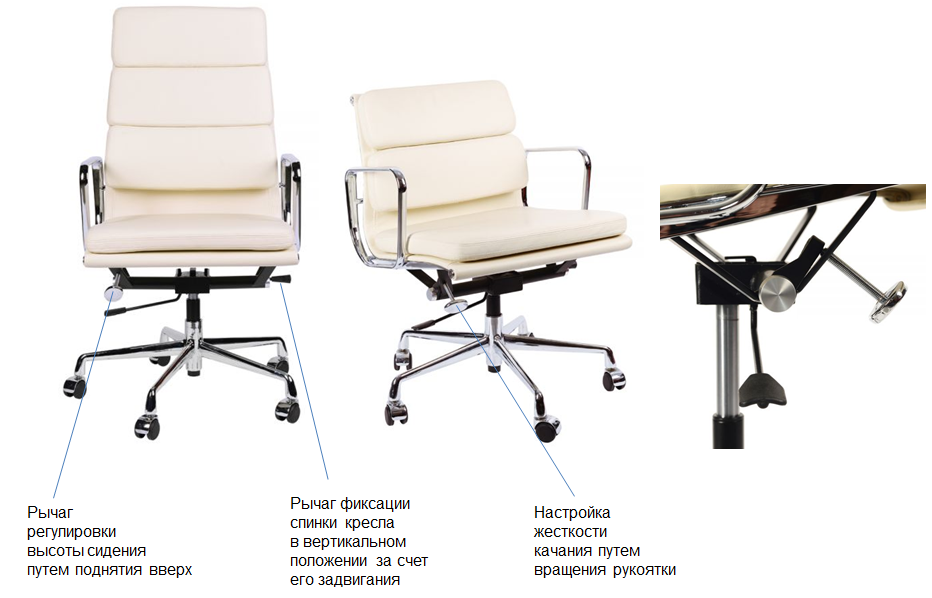 Рычаг
регулировки
высоты сидения
путем поднятия вверх
Рычаг фиксации
спинки кресла
в вертикальном
положении за счет
его задвигания
Настройка
жесткости
качания путем
вращения рукоятки